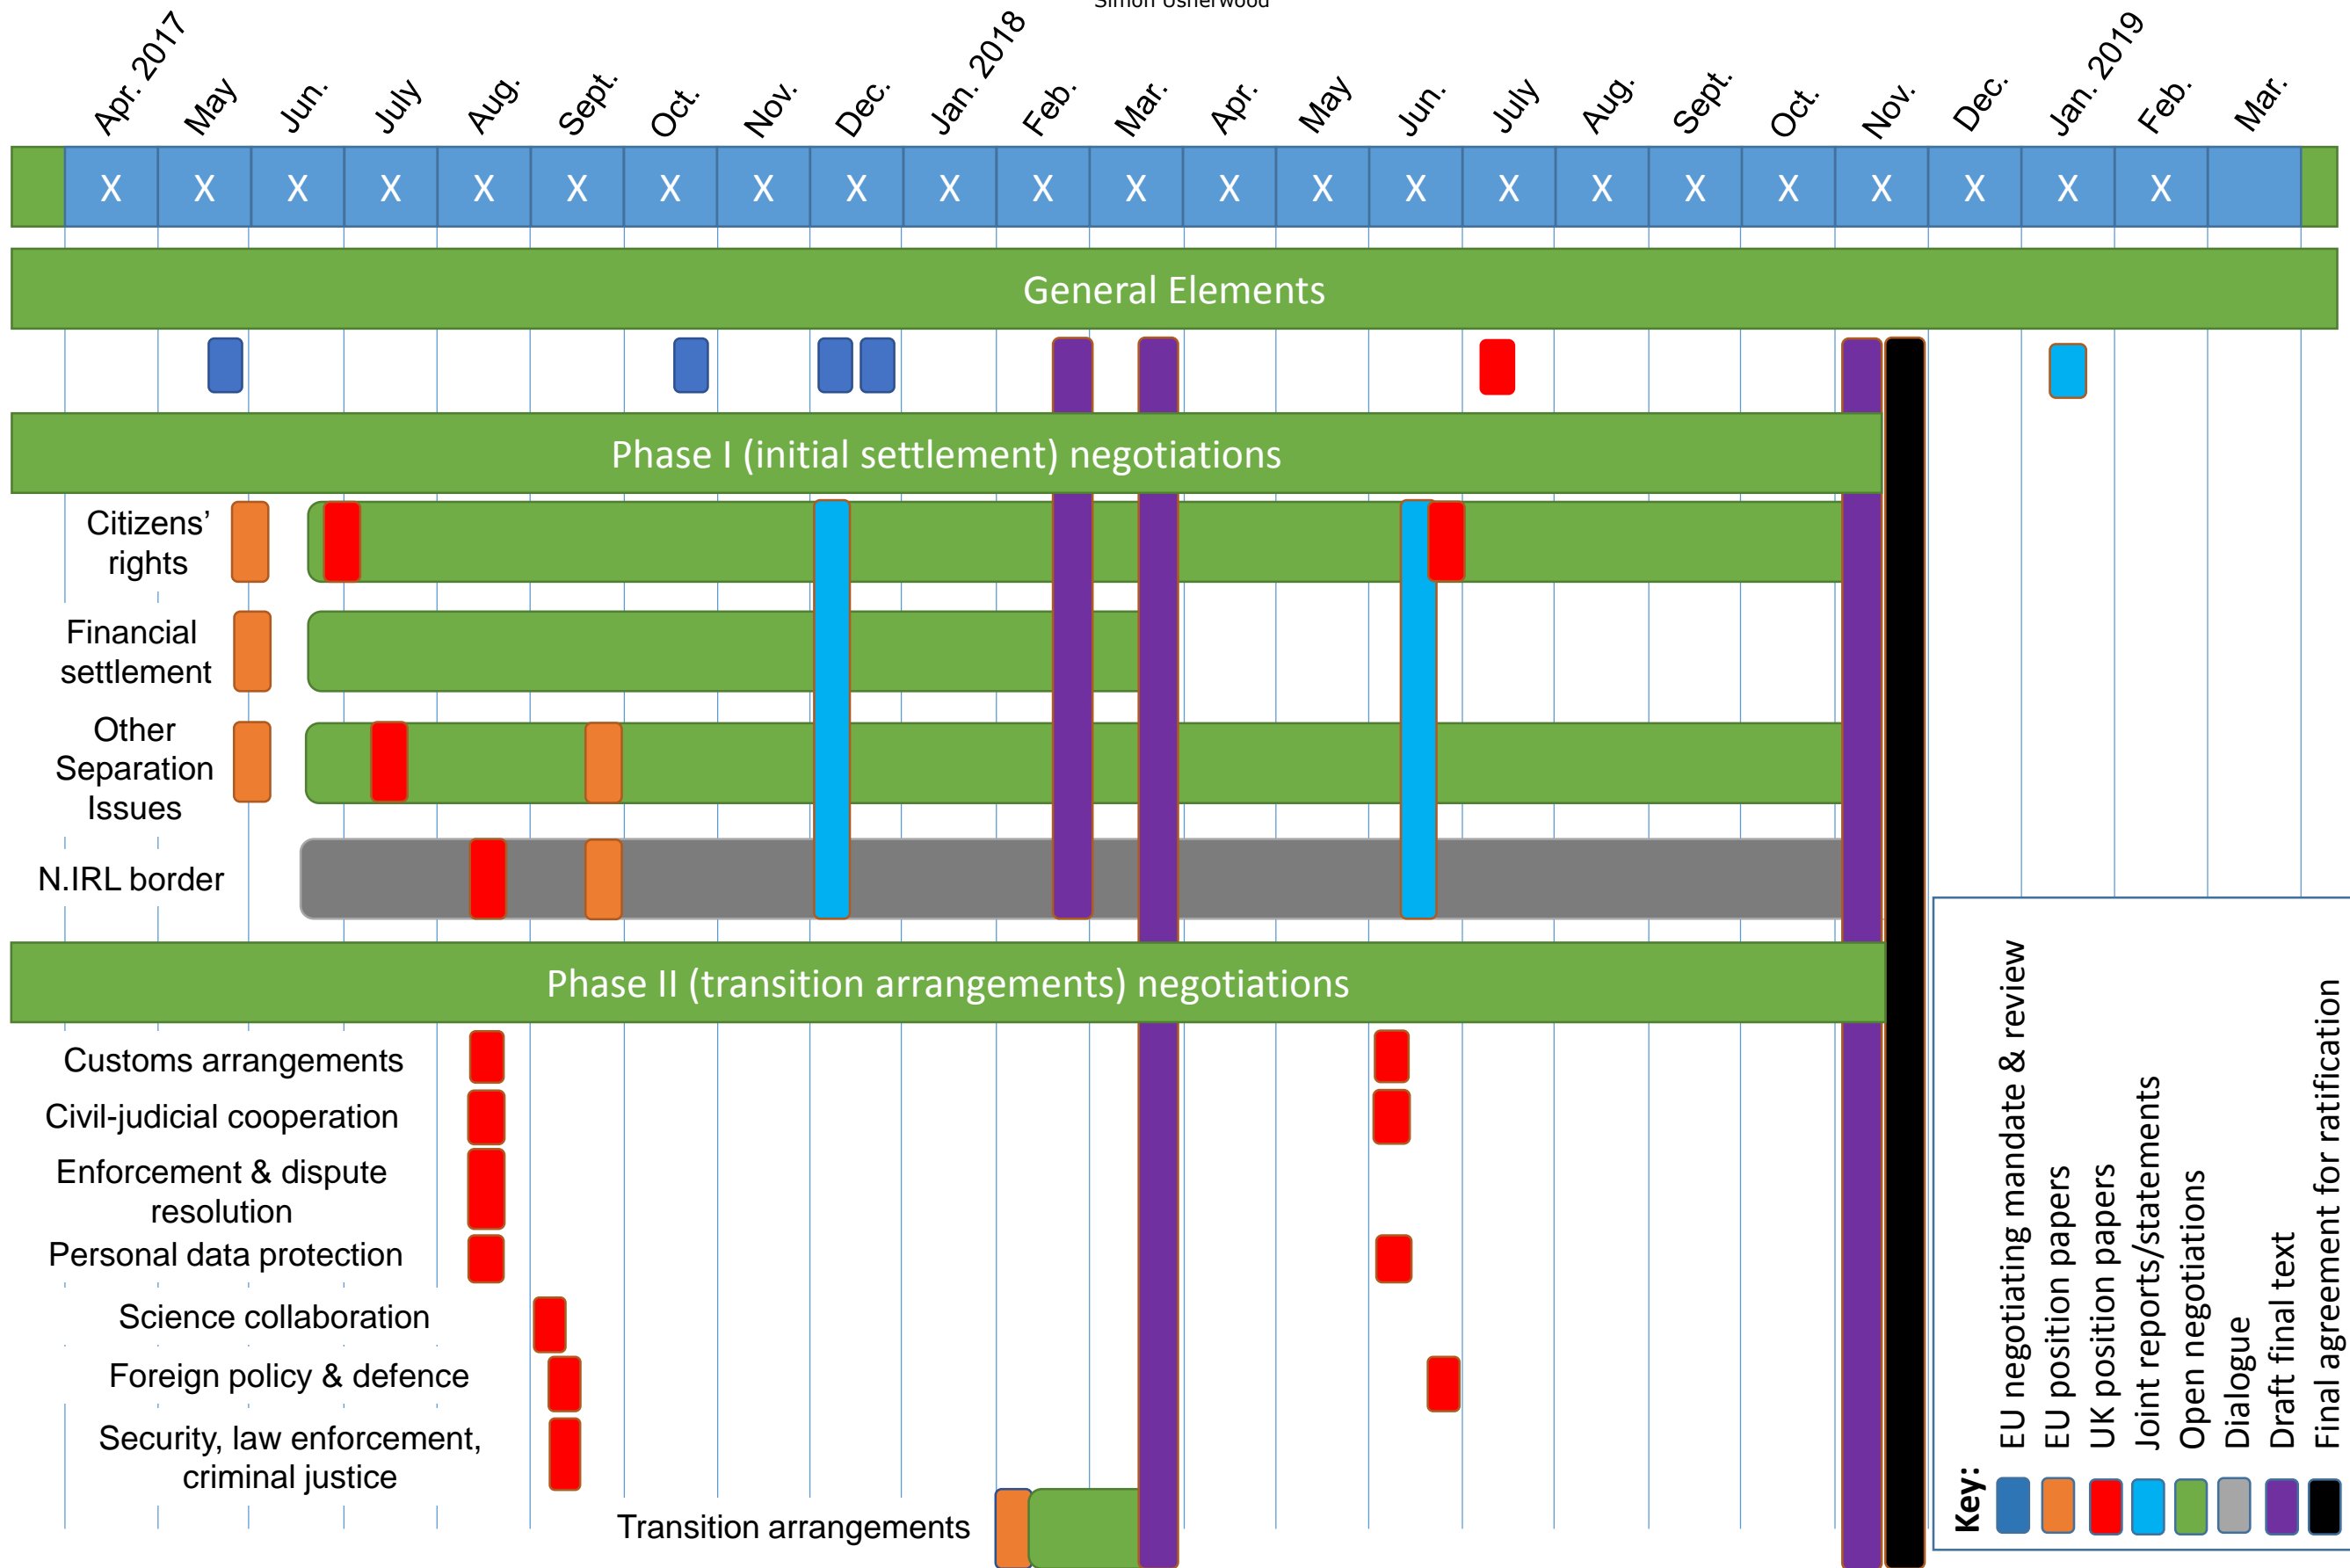 Simon Usherwood
Apr. 2017
May
Jun.
July
Aug.
Sept.
Oct.
Nov.
Dec.
Jan. 2018
Feb.
Mar.
Apr.
May
Jun.
July
Aug.
Sept.
Oct.
Nov.
Dec.
Jan. 2019
Feb.
Mar.
X X X X X X X X X X X X X X X X X X X X X X X
General Elements
Phase I (initial settlement) negotiations
Citizens’
rights
Financial
settlement
Other
Separation
Issues
N.IRL border
Phase II (transition arrangements) negotiations
Customs arrangements
Civil-judicial cooperation
Enforcement & dispute
resolution
Personal data protection
Science collaboration
Foreign policy & defence
Security, law enforcement,
criminal justice
Transition arrangements
Key:
EU negotiating mandate & review
EU position papers
UK position papers
Joint reports/statements
Open negotiations
Dialogue
Draft final text
Final agreement for ratification